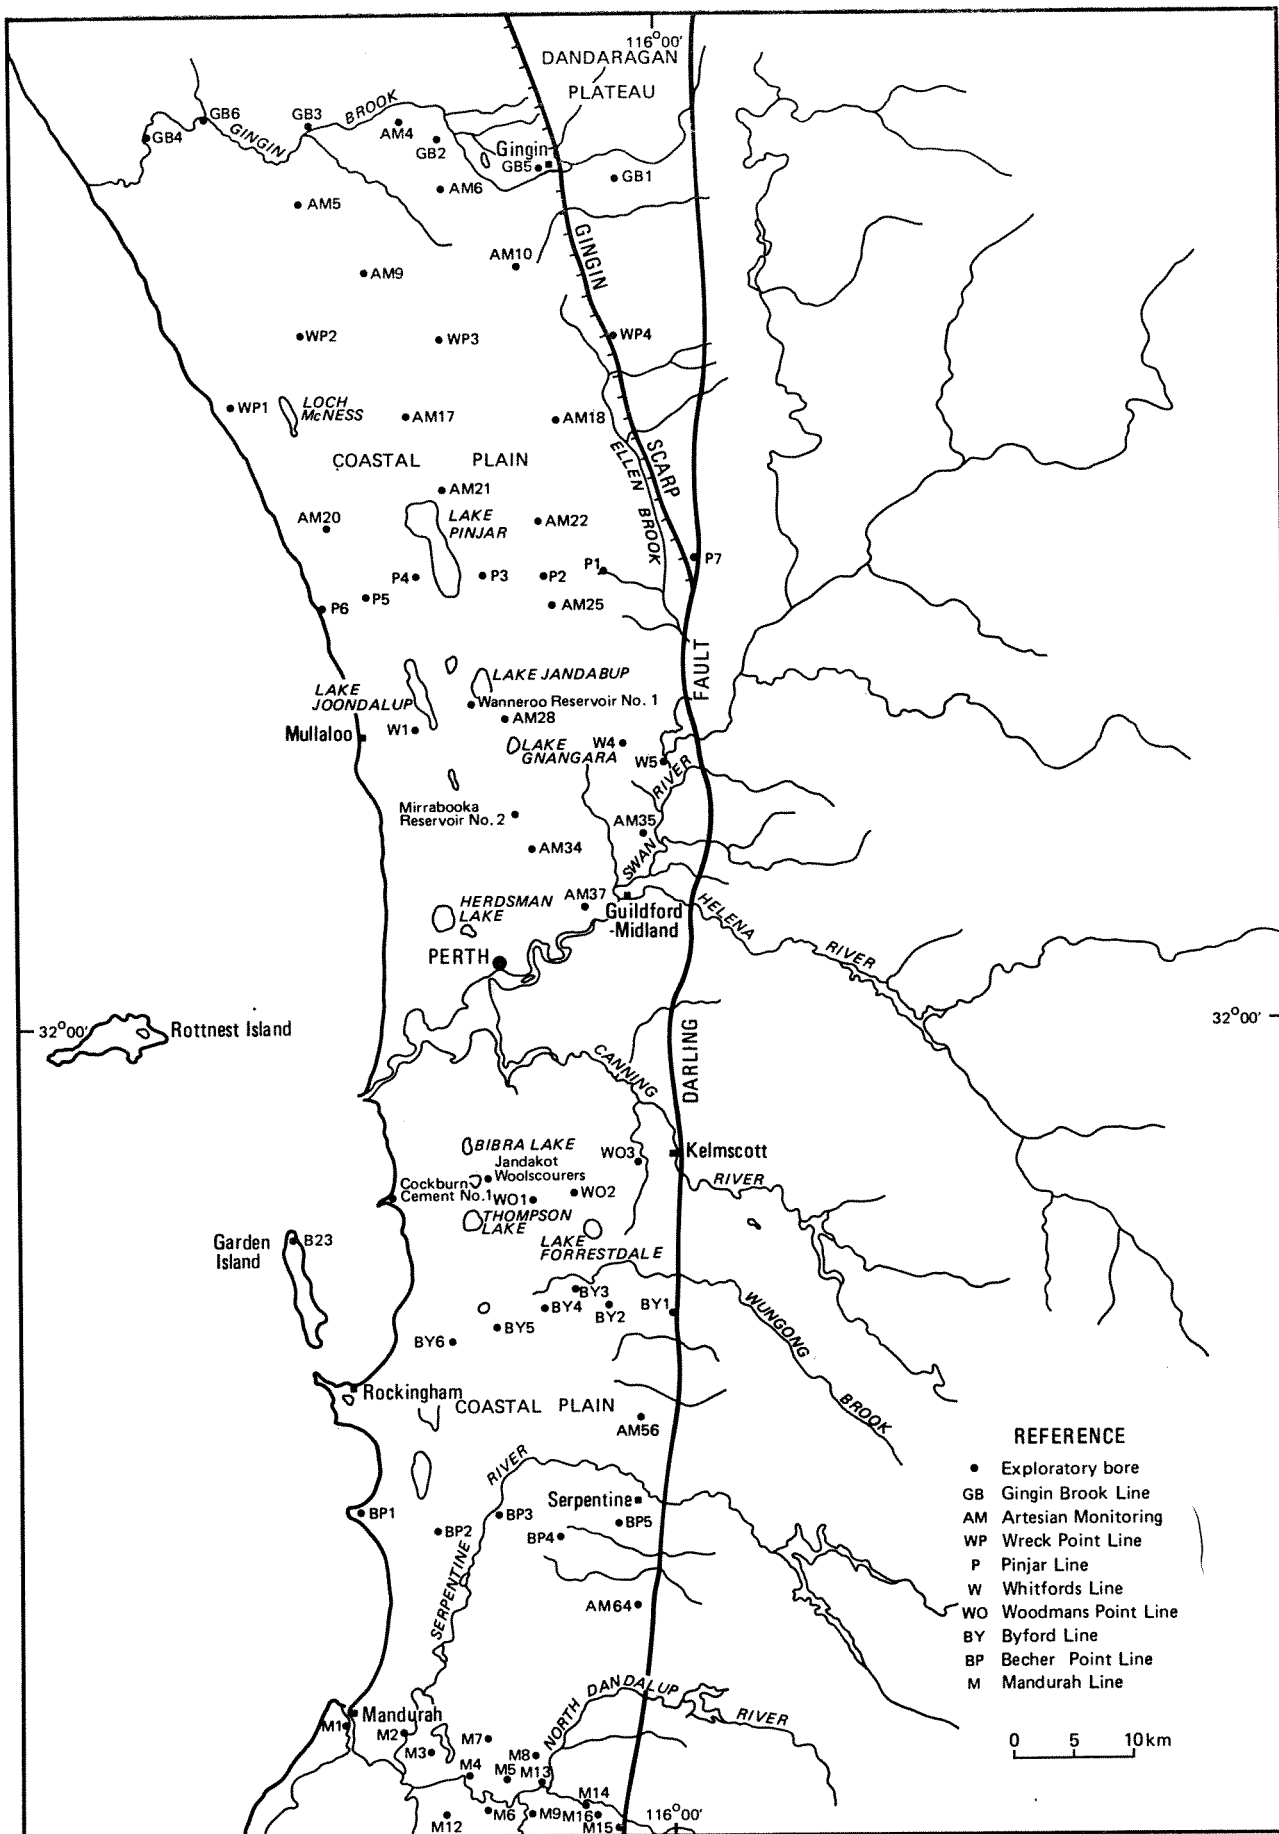 116°00'
DANDARAGAN
PLATEAU
GB6
GB3
BROOK
GB4
GINGIN
AM4
GB2
Gingin
GB5
GB1
AM6
AM5
GINGIN
AM10
AM9
WP2
WP3
WP4
WP1
LOCH
McNESS
AM17
AM18
SCARP
ELLEN
BROOK
COASTAL PLAIN
AM21
AM20
LAKE
PINJAR
AM22
P7
P1
P4
P3
P2
P5
P6
AM25
FAULT
LAKE JANDABUP
LAKE
JOONDALUP
Wanneroo Reservoir No. 1
AM28
W1
Mullaloo
LAKE
GNANGARA
W4
W5
RIVER
Mirrabooka
Reservoir No. 2
AM35
SWAN
AM34
AM37
HERDSMAN
LAKE
Guildford
-Midland
HELENA
RIVER
PERTH
32°00'
Rottnest Island
32°00'
CANNING
DARLING
BIBRA LAKE
WO3
Kelmscott
Jandakot
Woolscourers
RIVER
Cockburn
Cement No.1
WO1
WO2
THOMPSON
LAKE
LAKE
FORRESTDALE
Garden
Island
B23
BY3
BY4
BY2
BY1
WUNGONG
BROOK
BY5
BY6
Rockingham
COASTAL PLAIN
AM56
RIVER
Serpentine
BP1
BP3
BP5
BP2
BP4
SERPENTINE
AM64
REFERENCE
Exploratory bore
GB Gingin Brook Line
AM Artesian Monitoring
WP Wreck Point Line
P Pinjar Line
W Whitfords Line
WO Woodmans Point Line
BY Byford Line
BP Becher Point Line
M Mandurah Line
0 5 10km
NORTH DANDALUP
RIVER
Mandurah
M1
M2
M7
M3
M8
M4
M5
M13
M14
M6
M9
M16
M12
M15
116°00'